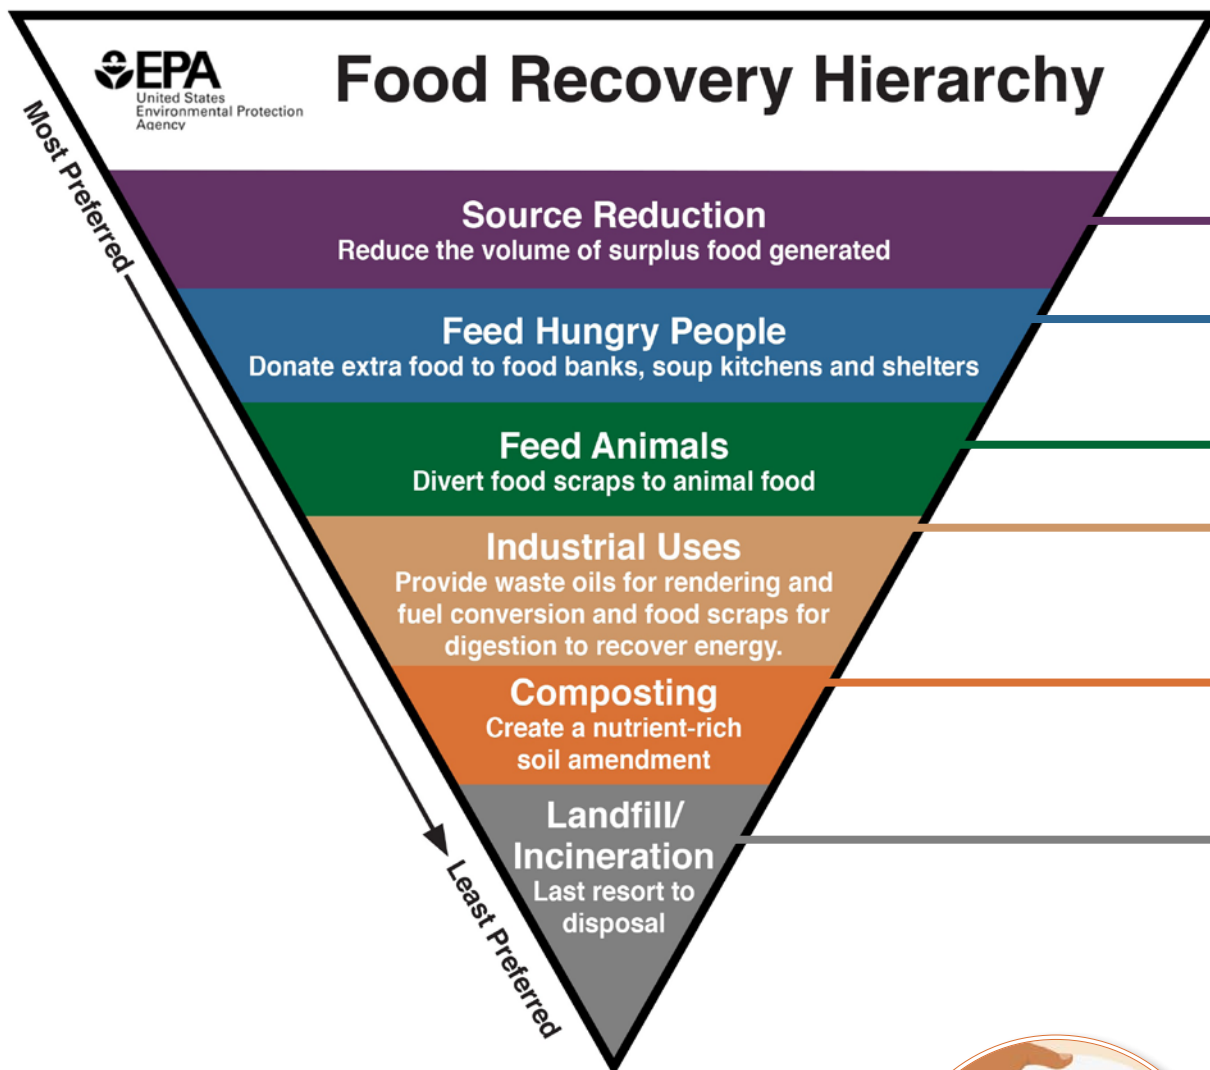 EPA
United States
Environmental Protection
Agency
Food Recovery Hierarchy
Most Preferred
Source Reduction
Reduce the volume of surplus food generated
Feed Hungry People
Donate extra food to food banks, soup kitchens and shelters
Feed Animals
Divert food scraps to animal food
Industrial Uses
Provide waste oils for rendering and
fuel conversion and food scraps for
digestion to recover energy.
Composting
Create a nutrient-rich
soil amendment
Landfill/
Incineration
Last resort to
disposal
Least Preferred